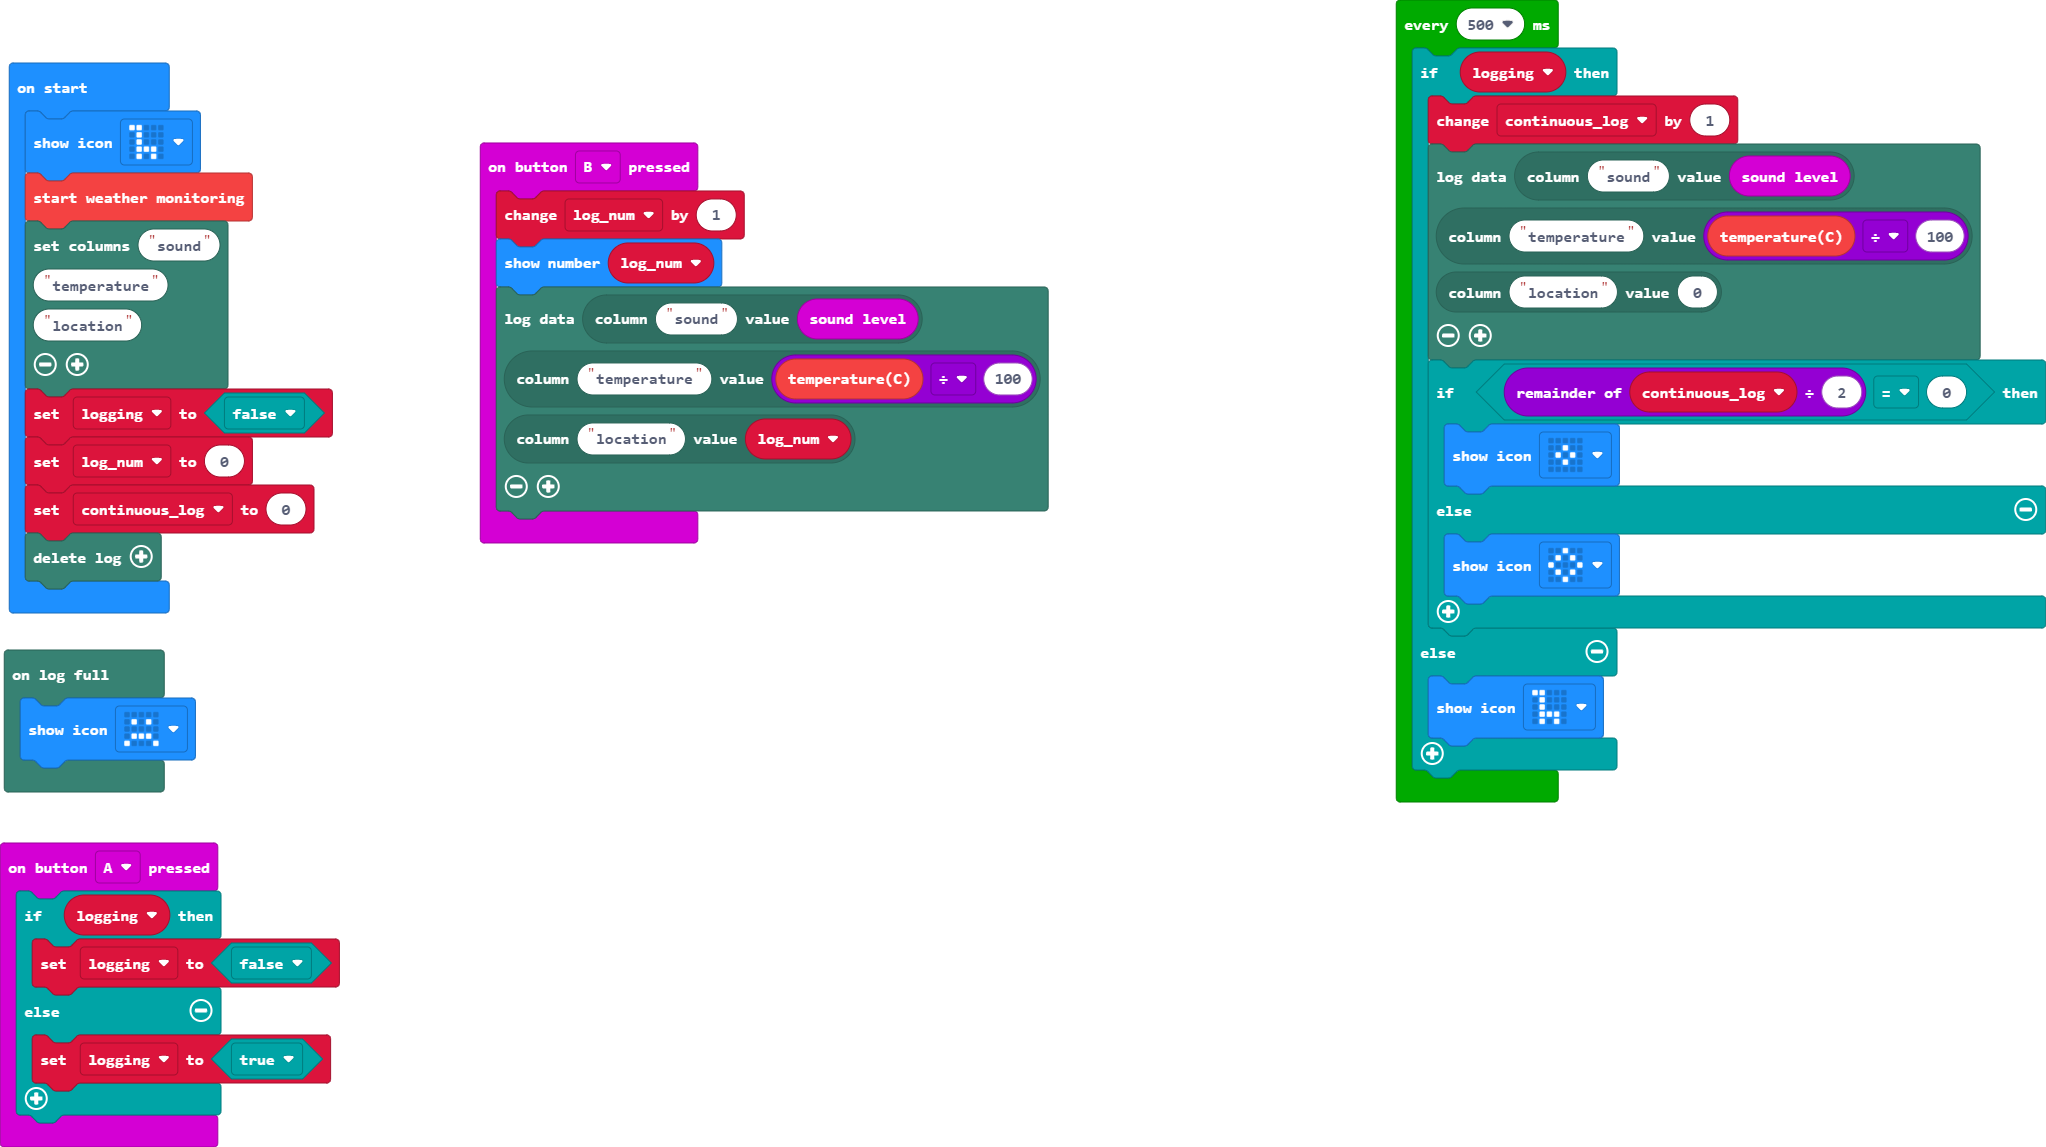 on start
show icon
start weather monitoring
set columns "sound"
"temperature"
"location"
set logging to false
set log_num to 0
set continuous_log to 0
delete log
on log full
show icon
on button A pressed
if logging then
set logging to false
else
set logging to true
on button B pressed
change log_num by 1
show number log_num
log data column "sound" value sound level
column "temperature" value temperature(C) ÷ 100
column "location" value log_num
every 500 ms
if logging then
change continuous_log by 1
log data column "sound" value sound level
column "temperature" value temperature(C) ÷ 100
column "location" value 0
if remainder of continuous_log ÷ 2 = 0 then
show icon
else
show icon
else
show icon